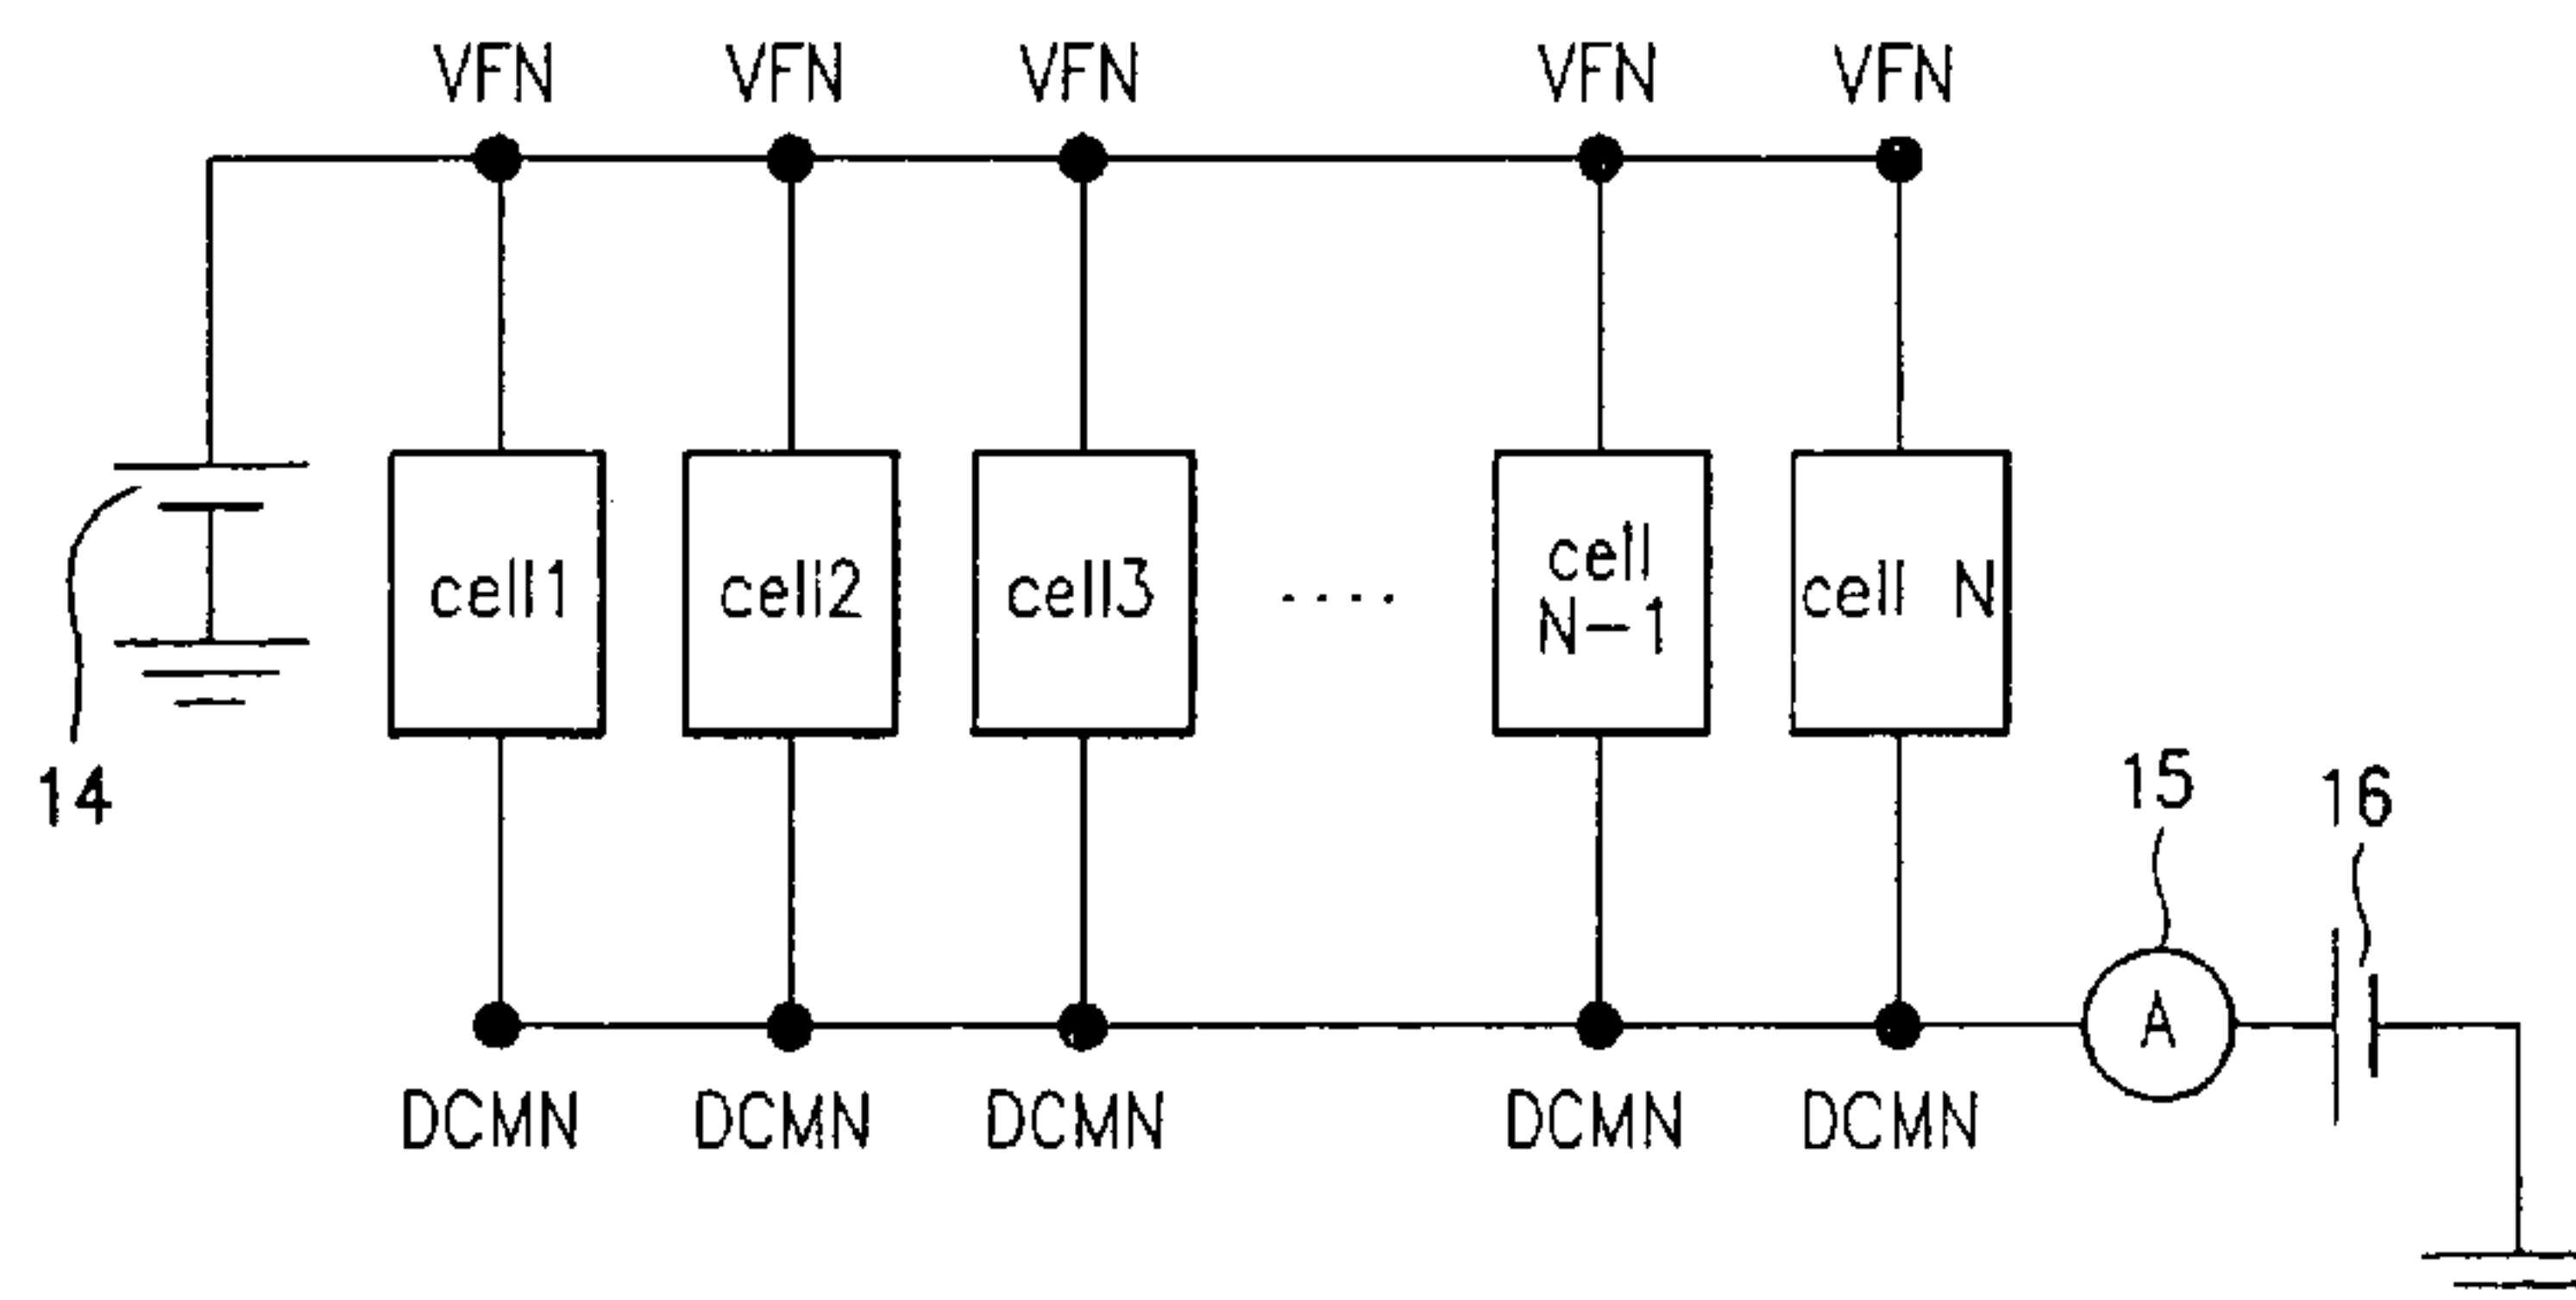 VFN VFN VFN VFN VFN
cell1 cell2 cell3 .... cell
N-1 cell N
14
15
16
A
DCMN DCMN DCMN DCMN DCMN